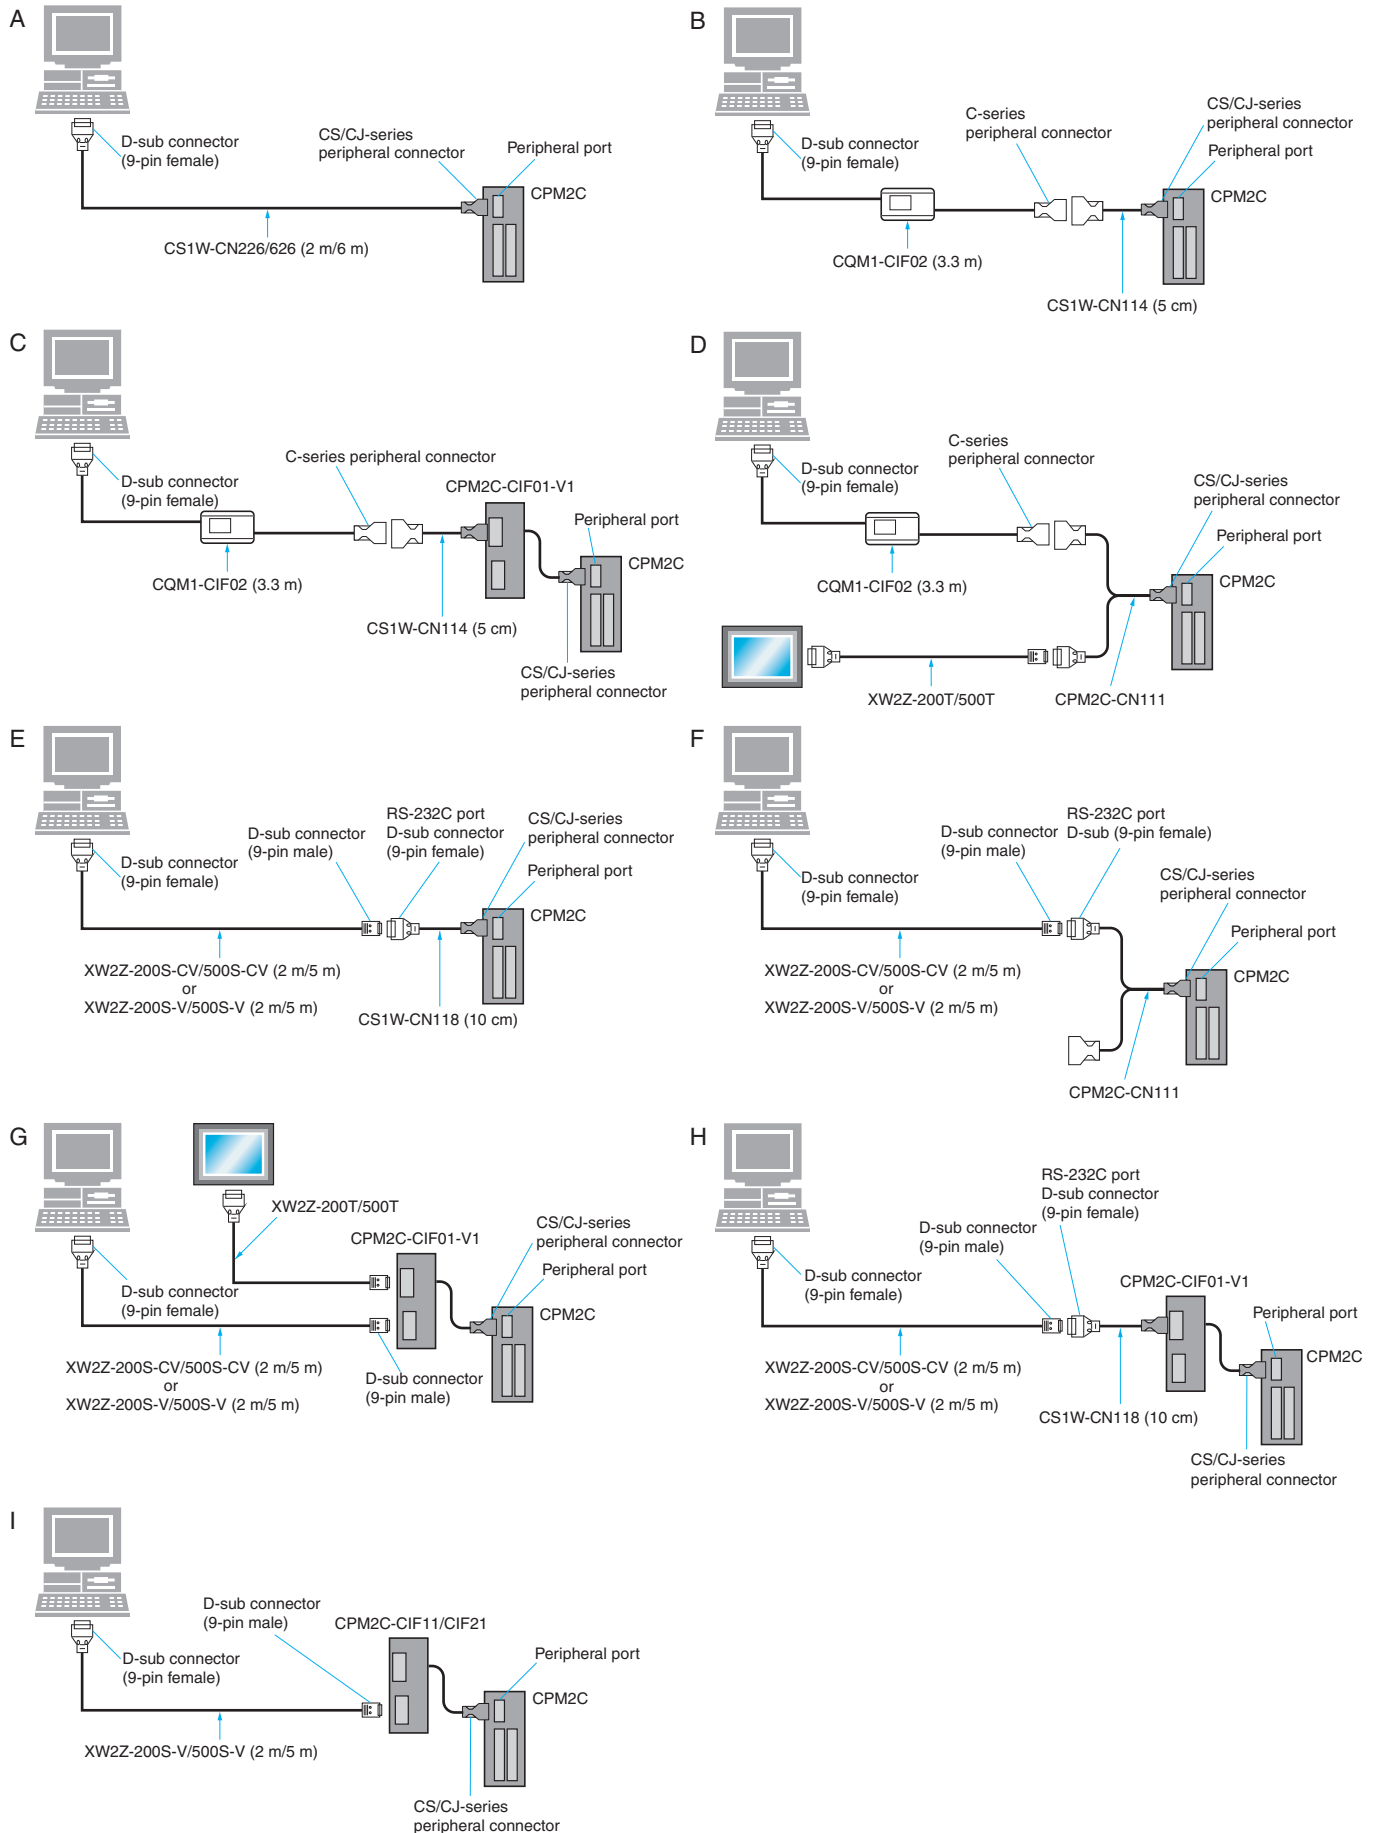 A
D-sub connector
(9-pin female)
CS/CJ-series
peripheral connector
Peripheral port
CPM2C
CS1W-CN226/626 (2 m/6 m)
B
D-sub connector
(9-pin female)
C-series
peripheral connector
CS/CJ-series
peripheral connector
Peripheral port
CPM2C
CQM1-CIF02 (3.3 m)
CS1W-CN114 (5 cm)
C
D-sub connector
(9-pin female)
C-series peripheral connector
CPM2C-CIF01-V1
Peripheral port
CPM2C
CQM1-CIF02 (3.3 m)
CS1W-CN114 (5 cm)
CS/CJ-series
peripheral connector
D
D-sub connector
(9-pin female)
C-series
peripheral connector
CS/CJ-series
peripheral connector
Peripheral port
CPM2C
CQM1-CIF02 (3.3 m)
XW2Z-200T/500T
CPM2C-CN111
E
D-sub connector
(9-pin female)
D-sub connector
(9-pin male)
RS-232C port
D-sub connector
(9-pin female)
CS/CJ-series
peripheral connector
Peripheral port
CPM2C
XW2Z-200S-CV/500S-CV (2 m/5 m)
or
XW2Z-200S-V/500S-V (2 m/5 m)
CS1W-CN118 (10 cm)
F
D-sub connector
(9-pin female)
D-sub connector
(9-pin male)
RS-232C port
D-sub (9-pin female)
CS/CJ-series
peripheral connector
Peripheral port
CPM2C
XW2Z-200S-CV/500S-CV (2 m/5 m)
or
XW2Z-200S-V/500S-V (2 m/5 m)
CPM2C-CN111
G
XW2Z-200T/500T
D-sub connector
(9-pin female)
CPM2C-CIF01-V1
CS/CJ-series
peripheral connector
Peripheral port
CPM2C
XW2Z-200S-CV/500S-CV (2 m/5 m)
or
XW2Z-200S-V/500S-V (2 m/5 m)
D-sub connector
(9-pin male)
H
D-sub connector
(9-pin female)
D-sub connector
(9-pin male)
RS-232C port
D-sub connector
(9-pin female)
CPM2C-CIF01-V1
Peripheral port
CPM2C
XW2Z-200S-CV/500S-CV (2 m/5 m)
or
XW2Z-200S-V/500S-V (2 m/5 m)
CS1W-CN118 (10 cm)
CS/CJ-series
peripheral connector
I
D-sub connector
(9-pin female)
D-sub connector
(9-pin male)
CPM2C-CIF11/CIF21
Peripheral port
CPM2C
XW2Z-200S-V/500S-V (2 m/5 m)
CS/CJ-series
peripheral connector